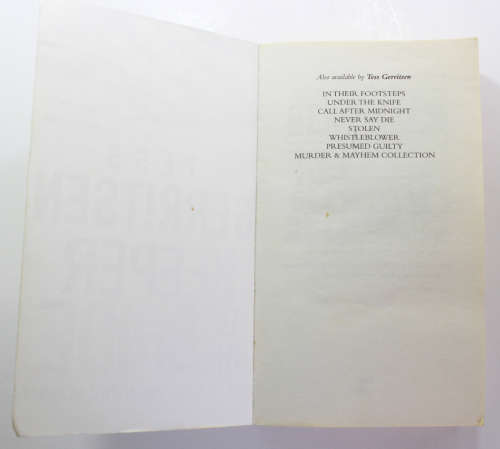 Also available by Tess Gerritsen
IN THEIR FOOTSTEPS
UNDER THE KNIFE
CALL AFTER MIDNIGHT
NEVER SAY DIE
STOLEN
WHISTLEBLOWER
PRESUMED GUILTY
MURDER & MAYHEM COLLECTION